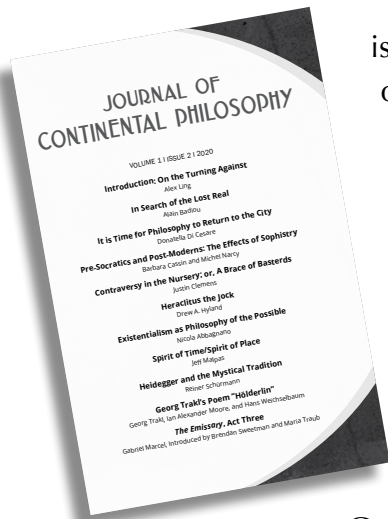 JOURNAL OF
CONTINENTAL PHILOSOPHY
VOLUME 1 | ISSUE 2 | 2020
Introduction: On the Turning Against
Alex Ling
In Search of the Lost Real
Alain Badiou
It is Time for Philosophy to Return to the City
Donatella Di Cesare
Pre-Socratics and Post-Moderns: The Effects of Sophistry
Barbara Cassin and Michel Narcy
Contraversy in the Nursery; or, A Brace of Basterds
Justin Clemens
Heraclitus the Jock
Drew A. Hyland
Existentialism as Philosophy of the Possible
Nicola Abbagnano
Spirit of Time/Spirit of Place
Jeff Malpas
Heidegger and the Mystical Tradition
Reiner Schürmann
Georg Trakl's Poem "Hölderlin"
Georg Trakl, Ian Alexander Moore, and Hans Weichselbaum
The Emissary, Act Three
Gabriel Marcel, Introduced by Brendan Sweetman and Maria Traub
is